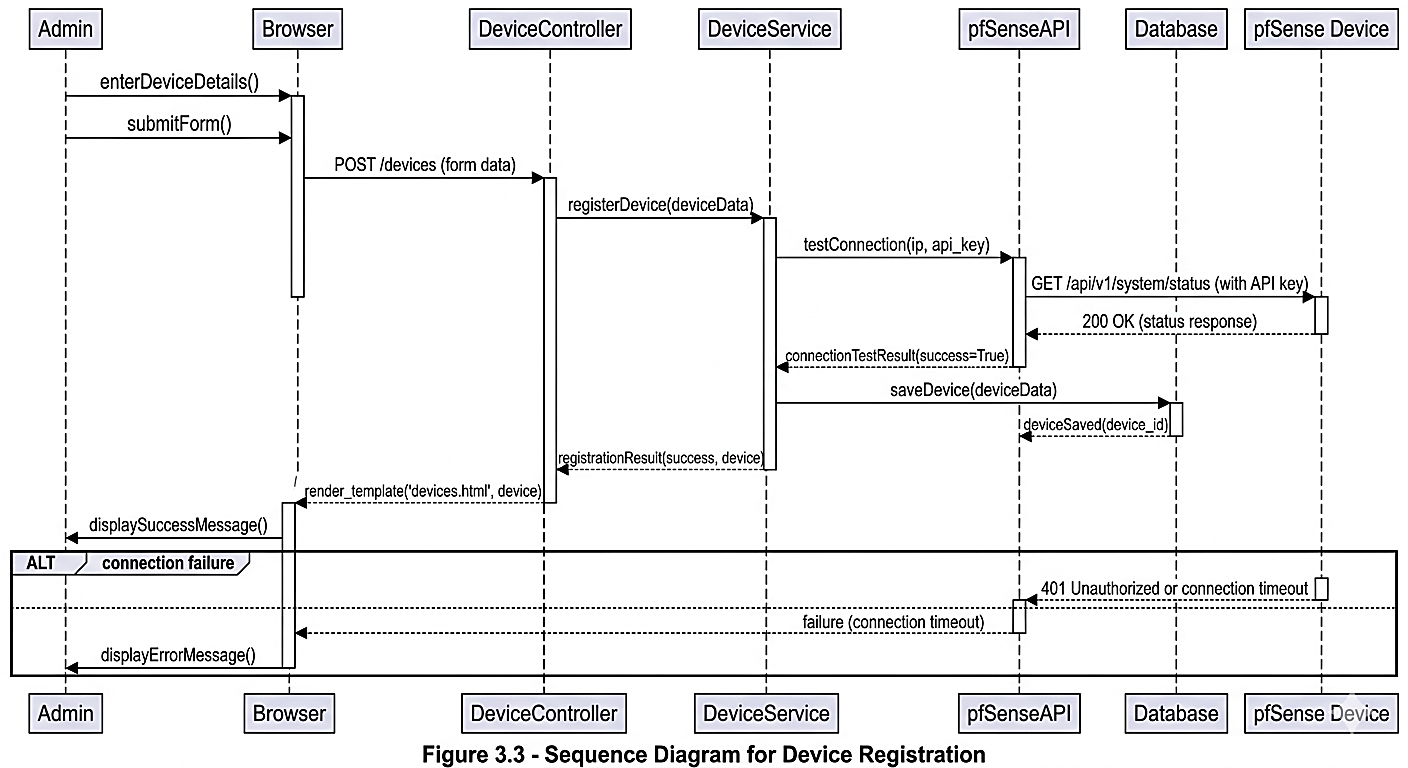 Admin Browser DeviceController DeviceService pfSenseAPI Database pfSense Device
enterDeviceDetails()
submitForm()
POST /devices (form data)
registerDevice(deviceData)
testConnection(ip, api_key)
GET /api/v1/system/status (with API key)
200 OK (status response)
connectionTestResult(success=True)
saveDevice(deviceData)
deviceSaved(device_id)
registrationResult(success, device)
render_template('devices.html', device)
displaySuccessMessage()
ALT connection failure
401 Unauthorized or connection timeout
failure (connection timeout)
displayErrorMessage()
Admin Browser DeviceController DeviceService pfSenseAPI Database pfSense Device
Figure 3.3 - Sequence Diagram for Device Registration